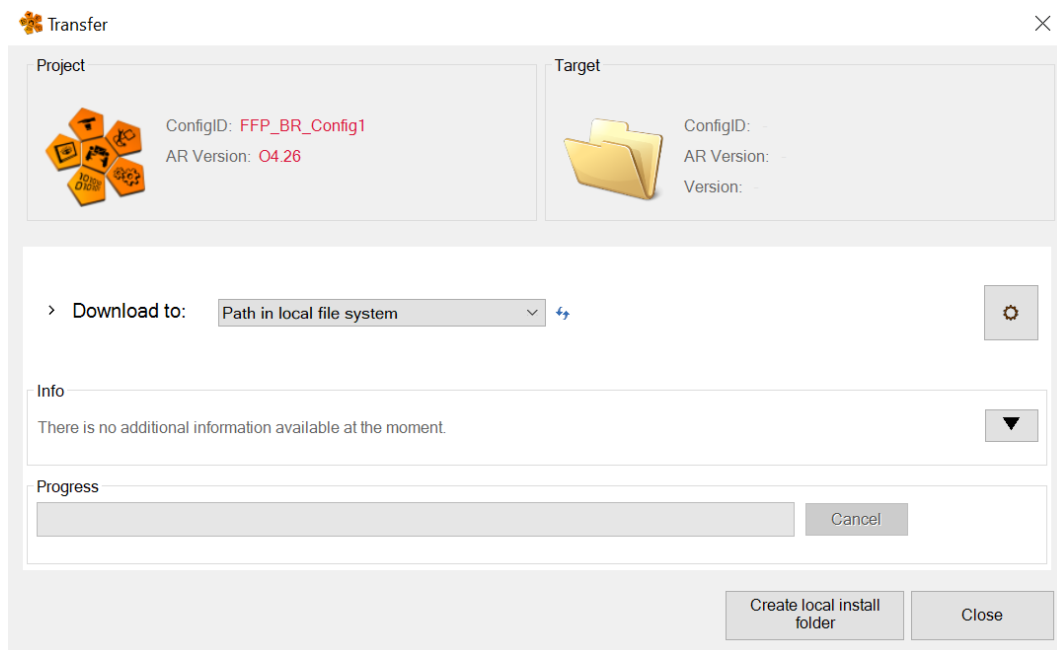 Transfer
Project
ConfigID: FFP_BR_Config1
AR Version: O4.26
Target
ConfigID: -
AR Version: -
Version: -
Download to: Path in local file system
Info
There is no additional information available at the moment.
Progress
Cancel
Create local install
folder
Close